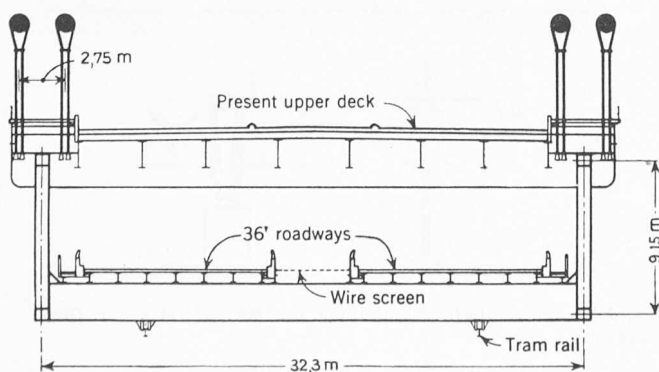 2,75 m
Present upper deck
36' roadways
9,15 m
Wire screen
Tram rail
32,3 m